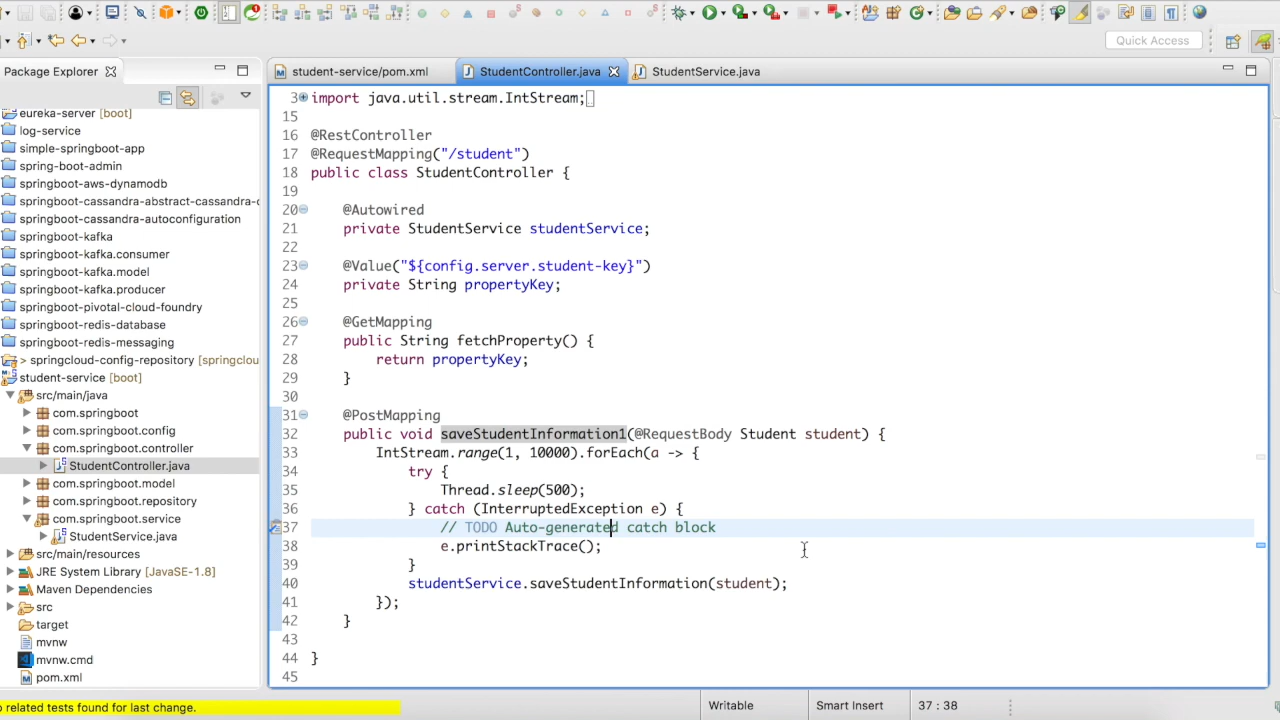 Quick Access
Package Explorer
student-service/pom.xml
StudentController.java
StudentService.java
eureka-server [boot]
log-service
simple-springboot-app
spring-boot-admin
springboot-aws-dynamodb
springboot-cassandra-abstract-cassandra-c
springboot-cassandra-autoconfiguration
springboot-kafka
springboot-kafka.consumer
springboot-kafka.model
springboot-kafka.producer
springboot-pivotal-cloud-foundry
springboot-redis-database
springboot-redis-messaging
> springcloud-config-repository [springclou
student-service [boot]
src/main/java
com.springboot
com.springboot.config
com.springboot.controller
StudentController.java
com.springboot.model
com.springboot.repository
com.springboot.service
StudentService.java
src/main/resources
JRE System Library [JavaSE-1.8]
Maven Dependencies
src
target
mvnw
mvnw.cmd
pom.xml
3 import java.util.stream.IntStream;
15
16 @RestController
17 @RequestMapping("/student")
18 public class StudentController {
19
20 @Autowired
21 private StudentService studentService;
22
23 @Value("${config.server.student-key}")
24 private String propertyKey;
25
26 @GetMapping
27 public String fetchProperty() {
28 return propertyKey;
29 }
30
31 @PostMapping
32 public void saveStudentInformation1(@RequestBody Student student) {
33 IntStream.range(1, 10000).forEach(a -> {
34 try {
35 Thread.sleep(500);
36 } catch (InterruptedException e) {
37 // TODO Auto-generated catch block
38 e.printStackTrace();
39 }
40 studentService.saveStudentInformation(student);
41 });
42 }
43
44 }
45
related tests found for last change.
Writable
Smart Insert
37 : 38